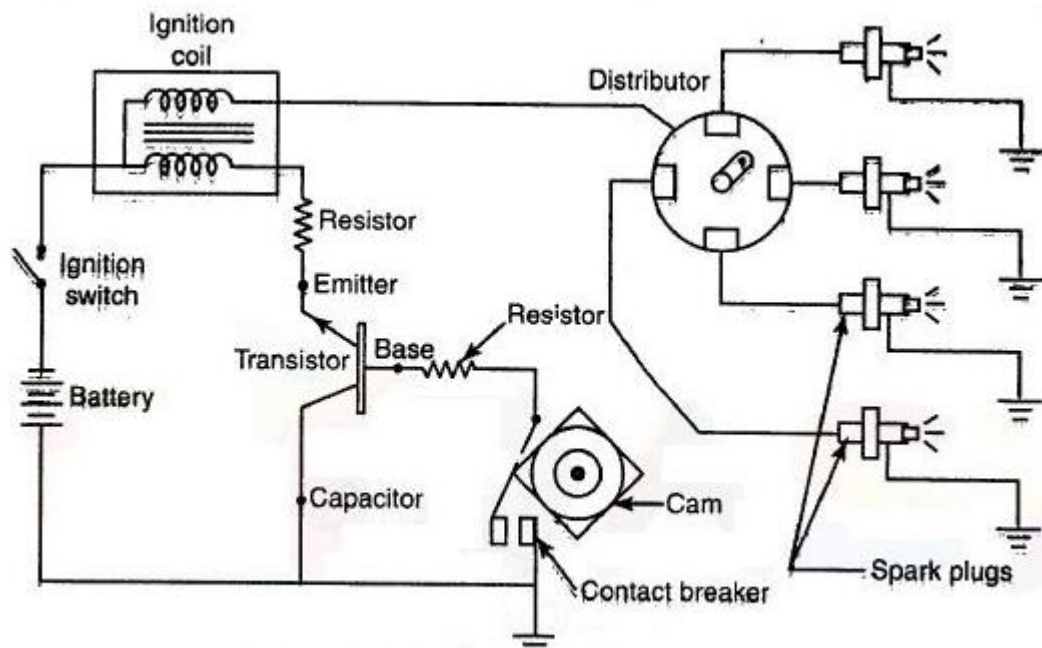 Ignition
coil
Distributor
Resistor
Ignition
switch
Emitter
Resistor
Transistor
Base
Battery
Capacitor
Cam
Contact breaker
Spark plugs